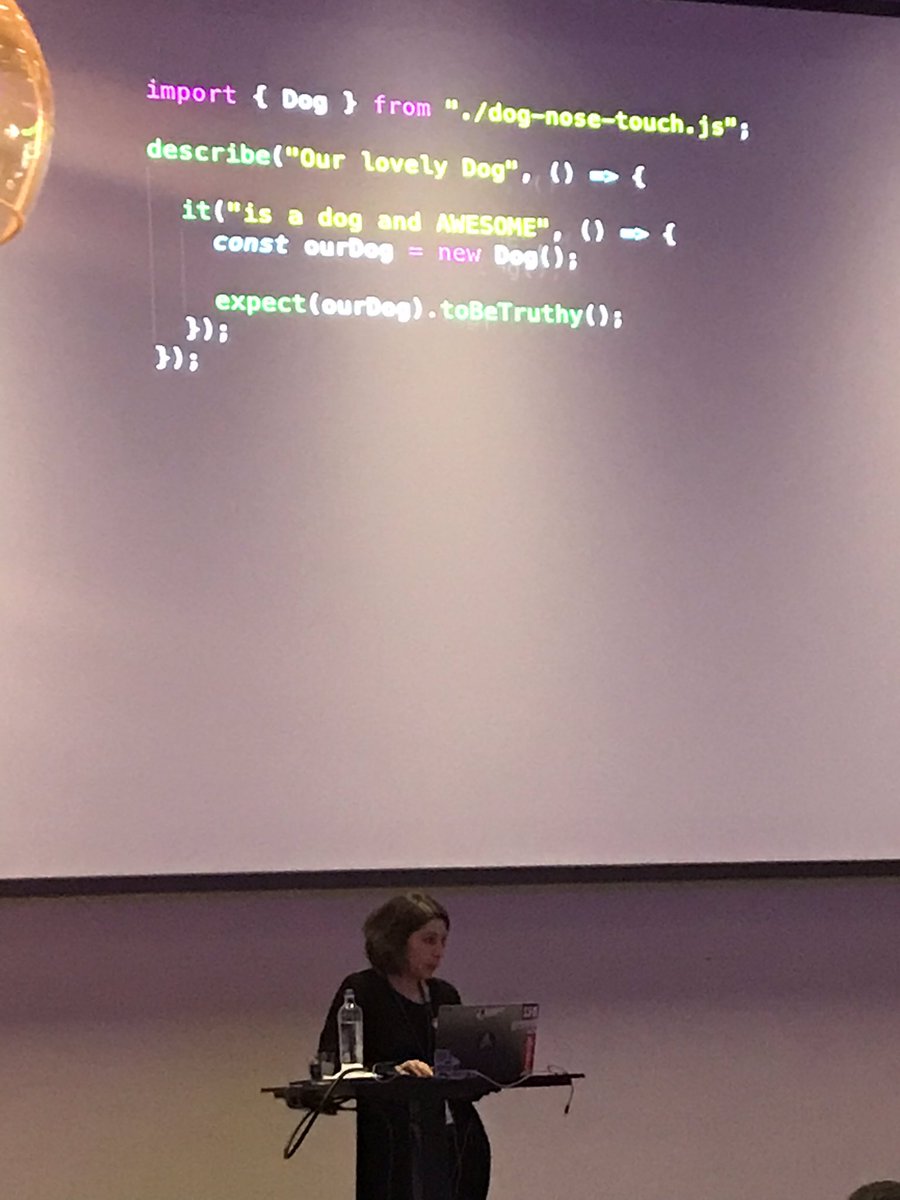 import { Dog } from "./dog-nose-touch.js";
describe("Our lovely Dog", () => {
it("is a dog and AWESOME", () => {
const ourDog = new Dog();
expect(ourDog).toBeTruthy();
});
});